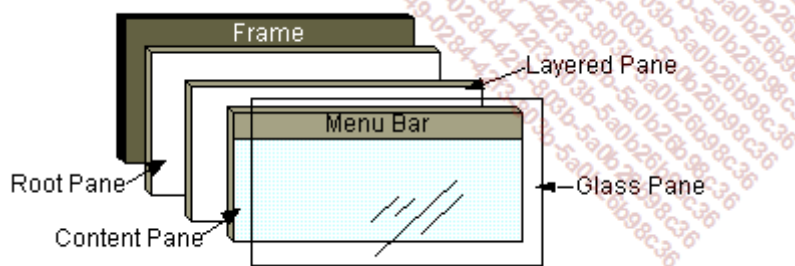 Frame
Layered Pane
Menu Bar
Root Pane
Glass Pane
Content Pane